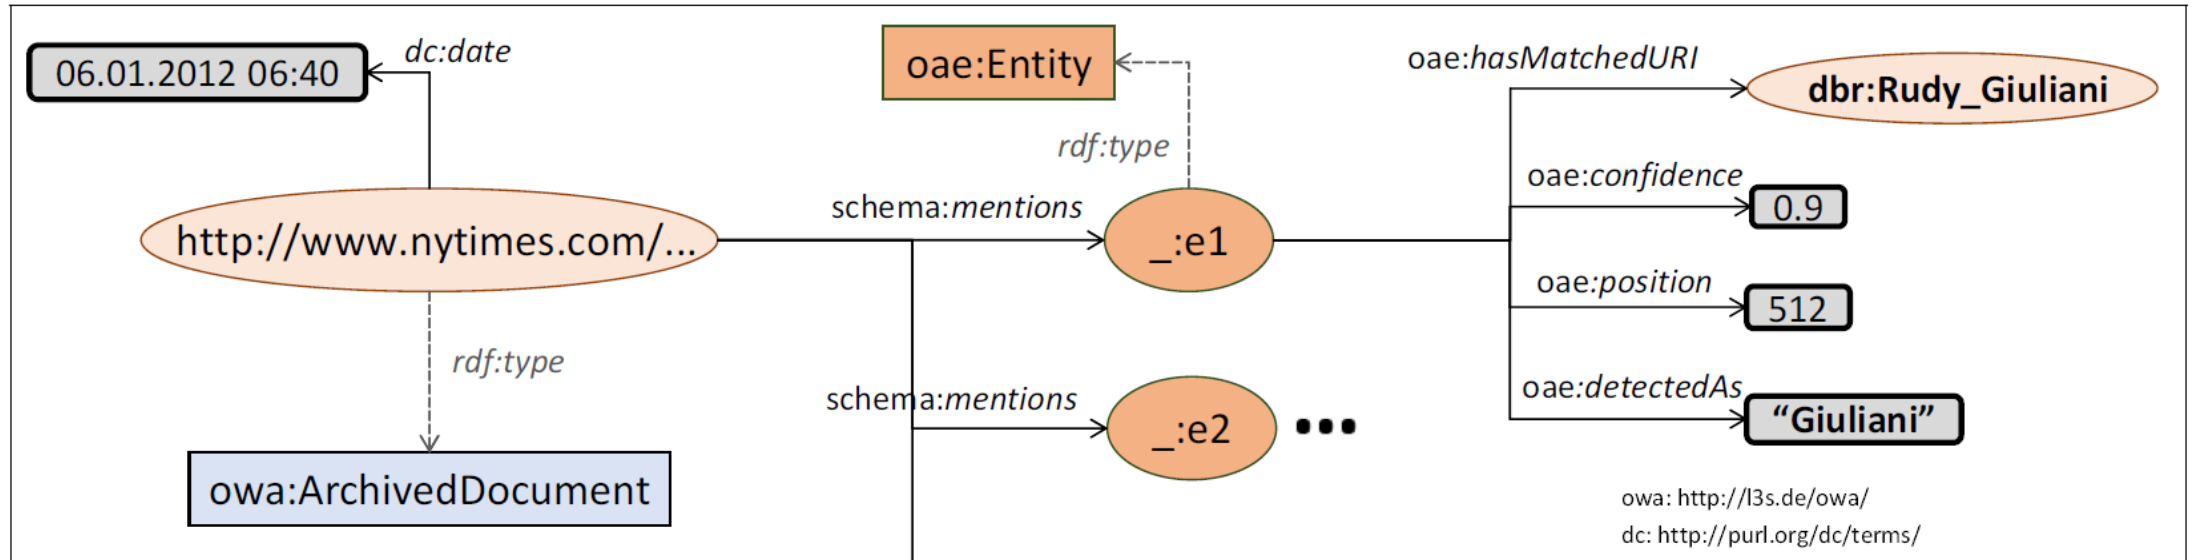 dc:date
06.01.2012 06:40
oae:Entity
oae:hasMatchedURI
dbr:Rudy_Giuliani
rdf:type
oae:confidence
0.9
schema:mentions
http://www.nytimes.com/...
_:e1
oae:position
512
rdf:type
schema:mentions
_:e2
oae:detectedAs
“Giuliani”
owa:ArchivedDocument
owa: http://l3s.de/owa/
dc: http://purl.org/dc/terms/